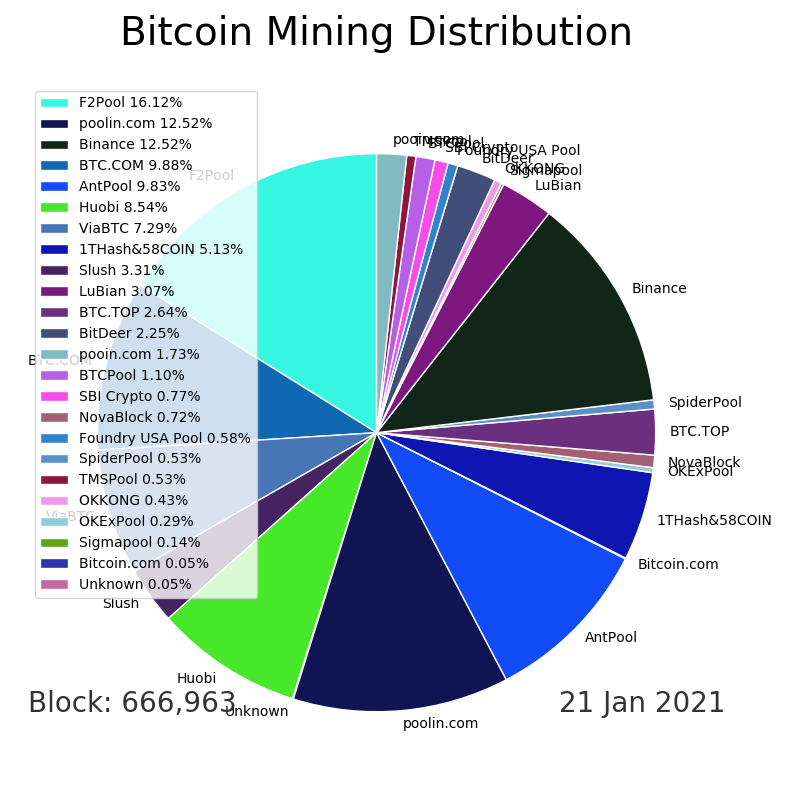 Bitcoin Mining Distribution
F2Pool 16.12%
poolin.com 12.52%
Binance 12.52%
BTC.COM 9.88%
AntPool 9.83%
Huobi 8.54%
ViaBTC 7.29%
1THash&58COIN 5.13%
Slush 3.31%
LuBian 3.07%
BTC.TOP 2.64%
BitDeer 2.25%
pooin.com 1.73%
BTCPool 1.10%
SBI Crypto 0.77%
NovaBlock 0.72%
Foundry USA Pool 0.58%
SpiderPool 0.53%
TMSPool 0.53%
OKKONG 0.43%
OKExPool 0.29%
Sigmapool 0.14%
Bitcoin.com 0.05%
Unknown 0.05%
pooin.com
TMSPool
BTCPool
SBI Crypto
Foundry USA Pool
BitDeer
OKKONG
Sigmapool
LuBian
Binance
SpiderPool
BTC.TOP
NovaBlock
OKExPool
1THash&58COIN
Bitcoin.com
AntPool
poolin.com
Unknown
Huobi
Slush
ViaBTC
BTC.COM
F2Pool
Block: 666,963
21 Jan 2021